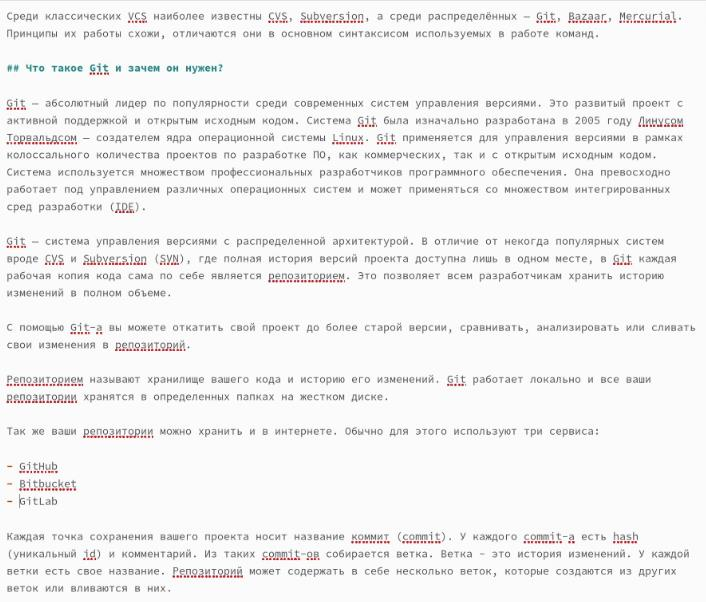 Среди классических VCS наиболее известны CVS, Subversion, а среди распределённых — Git, Bazaar, Mercurial.
Принципы их работы схожи, отличаются они в основном синтаксисом используемых в работе команд.
## Что такое Git и зачем он нужен?
Git — абсолютный лидер по популярности среди современных систем управления версиями. Это развитый проект с
активной поддержкой и открытым исходным кодом. Система Git была изначально разработана в 2005 году Линусом
Торвальдсом — создателем ядра операционной системы Linux. Git применяется для управления версиями в рамках
колоссального количества проектов по разработке ПО, как коммерческих, так и с открытым исходным кодом.
Система используется множеством профессиональных разработчиков программного обеспечения. Она превосходно
работает под управлением различных операционных систем и может применяться со множеством интегрированных
сред разработки (IDE).
Git — система управления версиями с распределенной архитектурой. В отличие от некогда популярных систем
вроде CVS и Subversion (SVN), где полная история версий проекта доступна лишь в одном месте, в Git каждая
рабочая копия кода сама по себе является репозиторием. Это позволяет всем разработчикам хранить историю
изменений в полном объеме.
С помощью Git-a вы можете откатить свой проект до более старой версии, сравнивать, анализировать или сливать
свои изменения в репозиторий.
Репозиторием называют хранилище вашего кода и историю его изменений. Git работает локально и все ваши
репозитории хранятся в определенных папках на жестком диске.
Так же ваши репозитории можно хранить и в интернете. Обычно для этого используют три сервиса:
- GitHub
- Bitbucket
- GitLab
Каждая точка сохранения вашего проекта носит название коммит (commit). У каждого commit-a есть hash
(уникальный id) и комментарий. Из таких commit-ов собирается ветка. Ветка - это история изменений. У каждой
ветки есть свое название. Репозиторий может содержать в себе несколько веток, которые создаются из других
веток или вливаются в них.